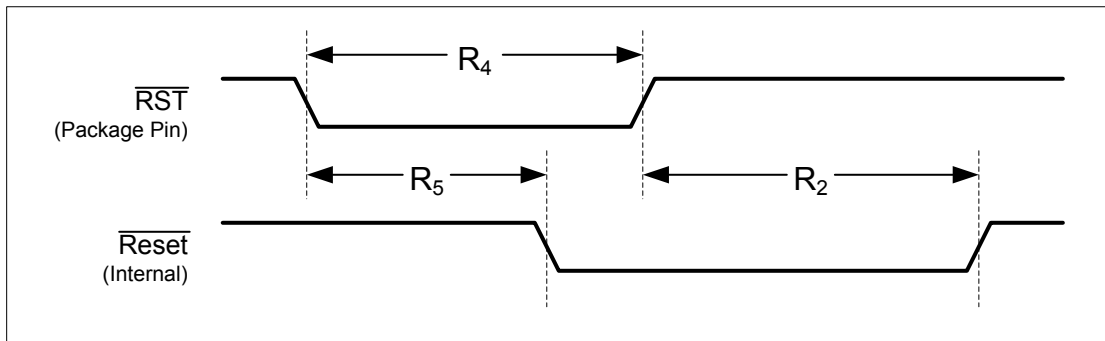 R4
RST
(Package Pin)
R5
R2
Reset
(Internal)